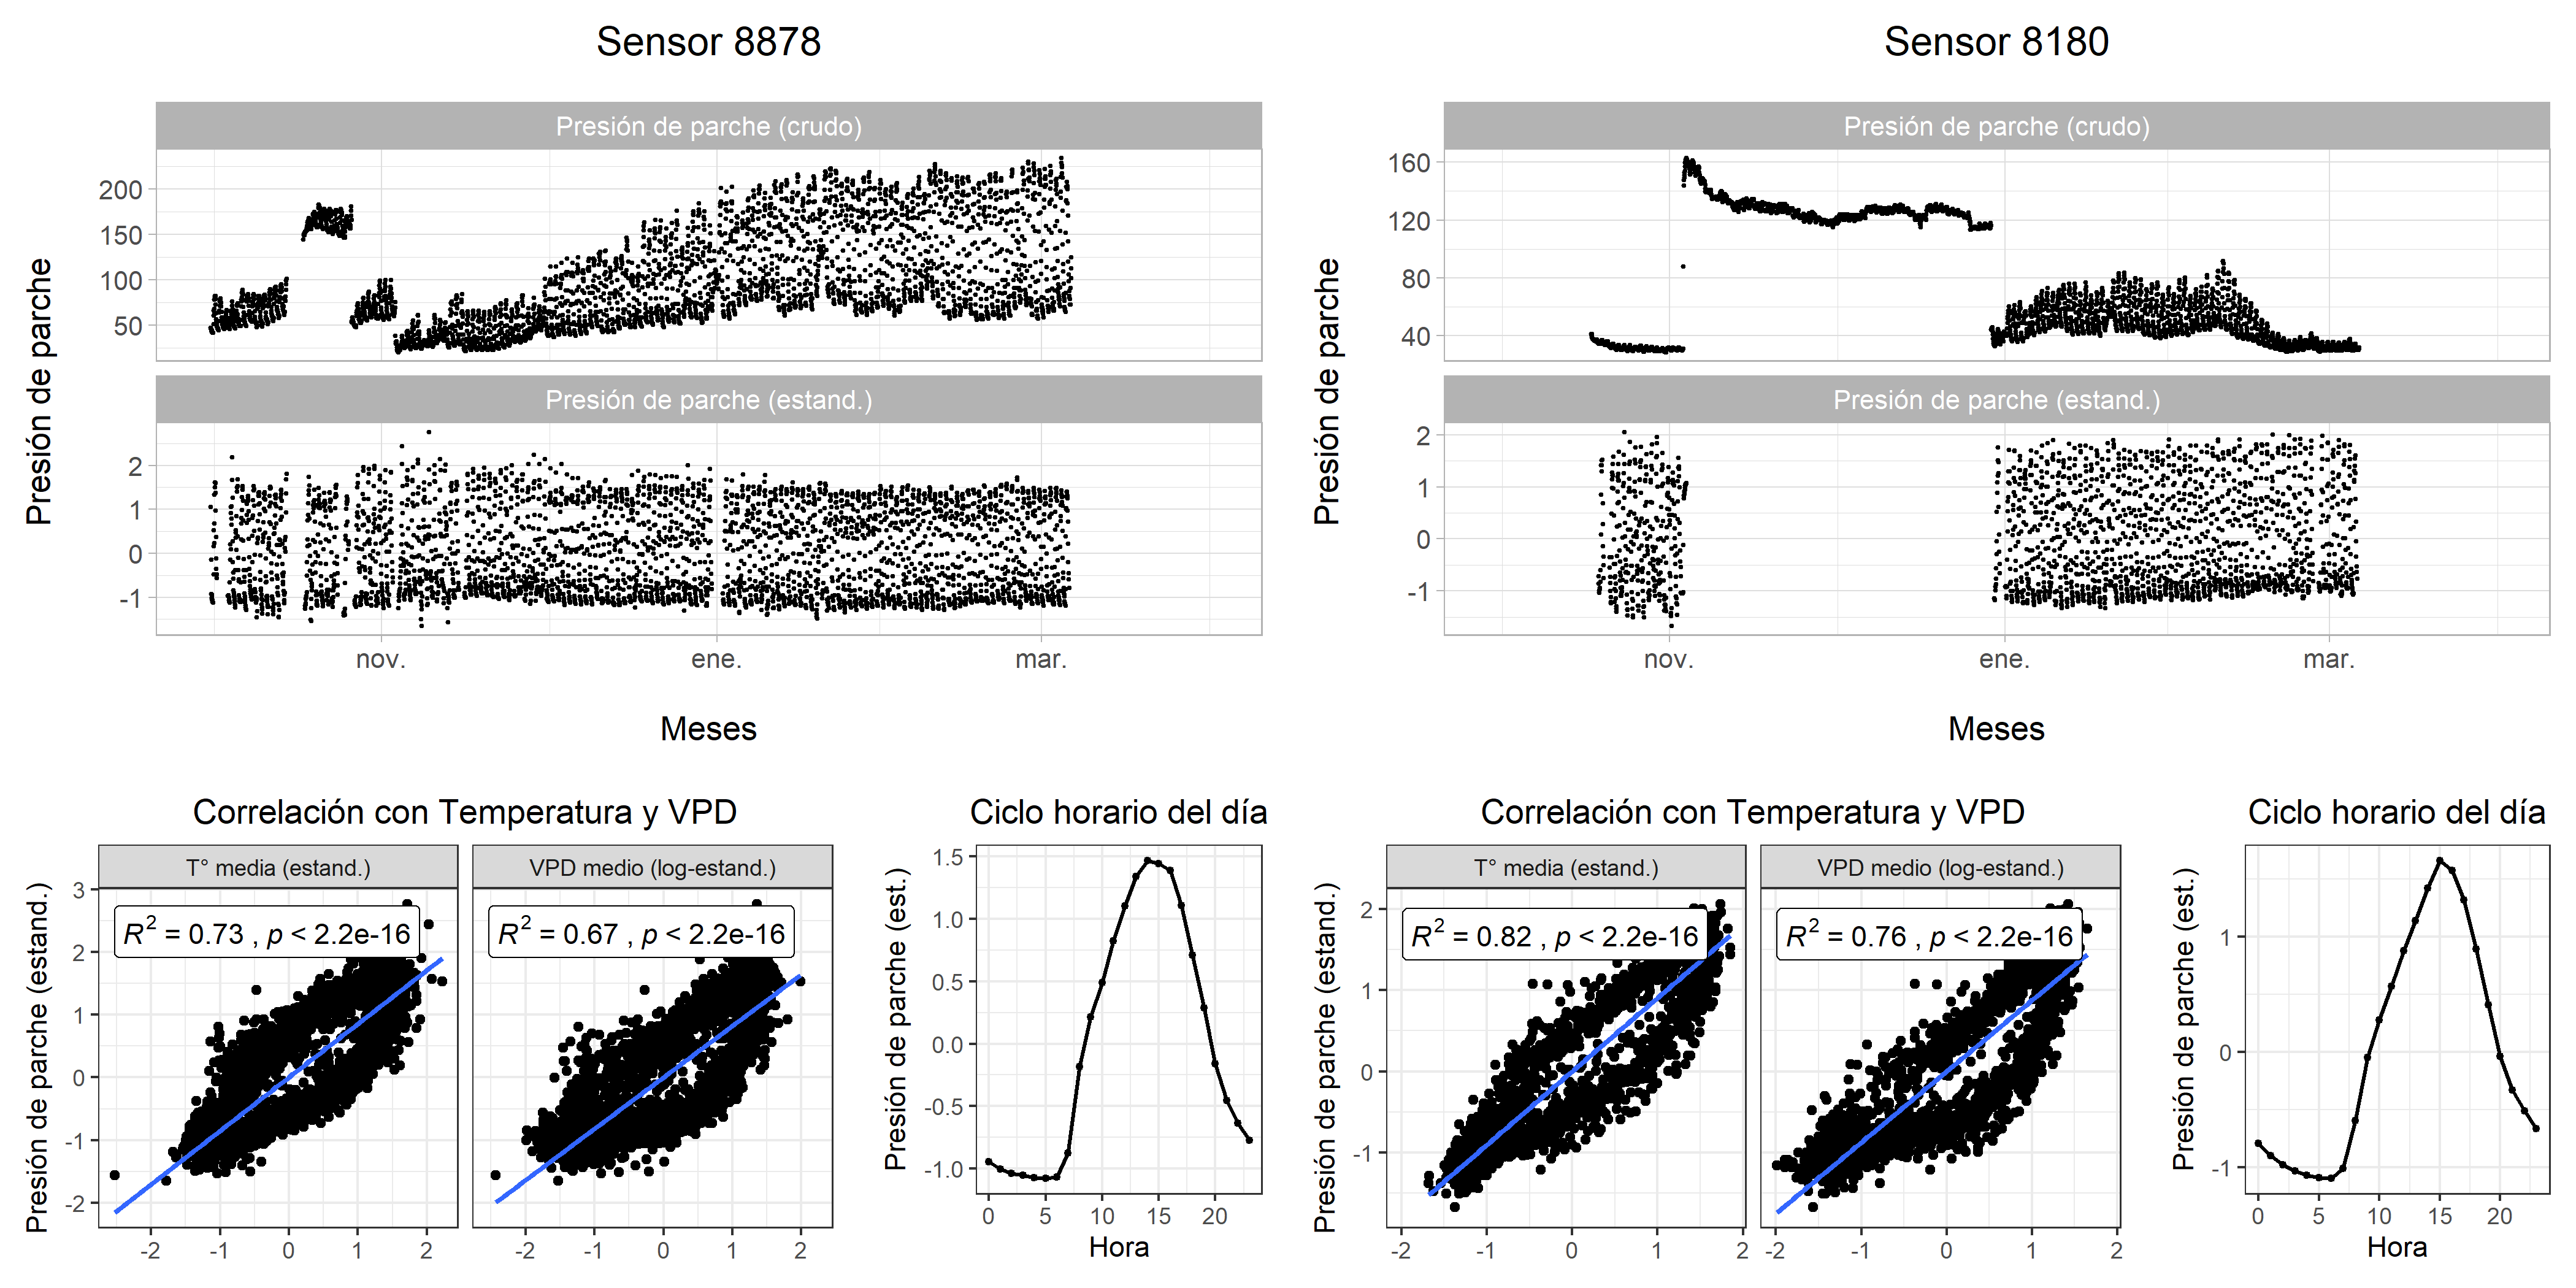 Sensor 8878
Presión de parche (crudo)
200
150
100
50
Presión de parche
Presión de parche (estand.)
2
1
0
-1
nov.
ene.
mar.
Meses
Sensor 8180
Presión de parche (crudo)
160
120
80
40
Presión de parche
Presión de parche (estand.)
2
1
0
-1
nov.
ene.
mar.
Meses
Correlación con Temperatura y VPD
T° media (estand.)
VPD medio (log-estand.)
Presión de parche (estand.)
3
2
1
0
-1
-2
R² = 0.73 , p < 2.2e-16
R² = 0.67 , p < 2.2e-16
-2 -1 0 1 2
-2 -1 0 1 2
Ciclo horario del día
Presión de parche (est.)
1.5
1.0
0.5
0.0
-0.5
-1.0
0 5 10 15 20
Hora
Correlación con Temperatura y VPD
T° media (estand.)
VPD medio (log-estand.)
Presión de parche (estand.)
2
1
0
-1
R² = 0.82 , p < 2.2e-16
R² = 0.76 , p < 2.2e-16
-2 -1 0 1 2
-2 -1 0 1 2
Ciclo horario del día
Presión de parche (est.)
1
0
-1
0 5 10 15 20
Hora